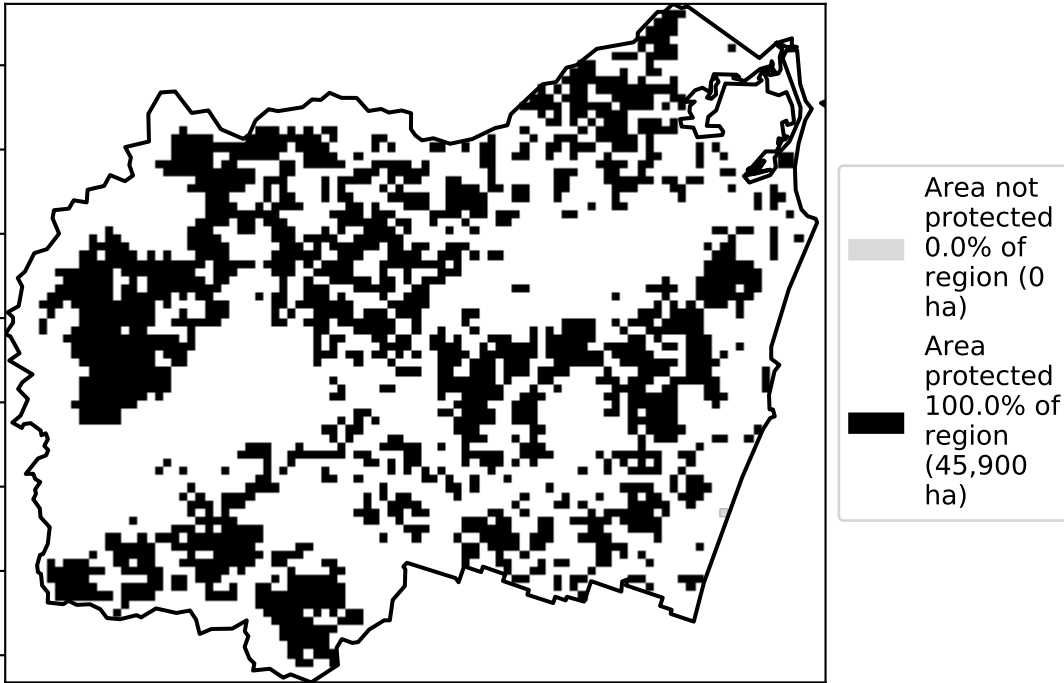 Area not
protected
0.0% of
region (0
ha)
Area
protected
100.0% of
region
(45,900
ha)